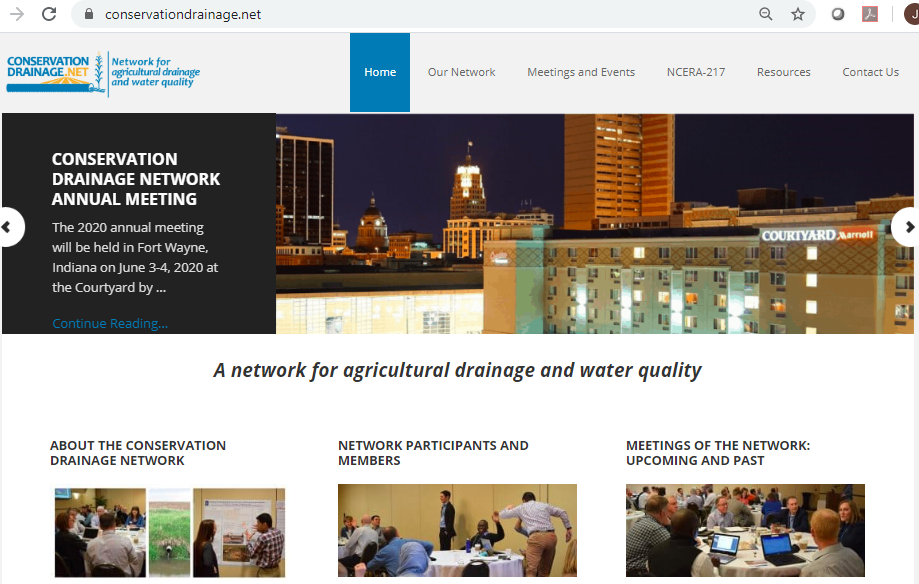 conservationdrainage.net
J
CONSERVATION
DRAINAGE.NET
Network for
agricultural drainage
and water quality
Home
Our Network
Meetings and Events
NCERA-217
Resources
Contact Us
CONSERVATION
DRAINAGE NETWORK
ANNUAL MEETING
The 2020 annual meeting
will be held in Fort Wayne,
Indiana on June 3-4, 2020 at
the Courtyard by ...
Continue Reading...
COURTYARD Marriott
A network for agricultural drainage and water quality
ABOUT THE CONSERVATION
DRAINAGE NETWORK
NETWORK PARTICIPANTS AND
MEMBERS
MEETINGS OF THE NETWORK:
UPCOMING AND PAST